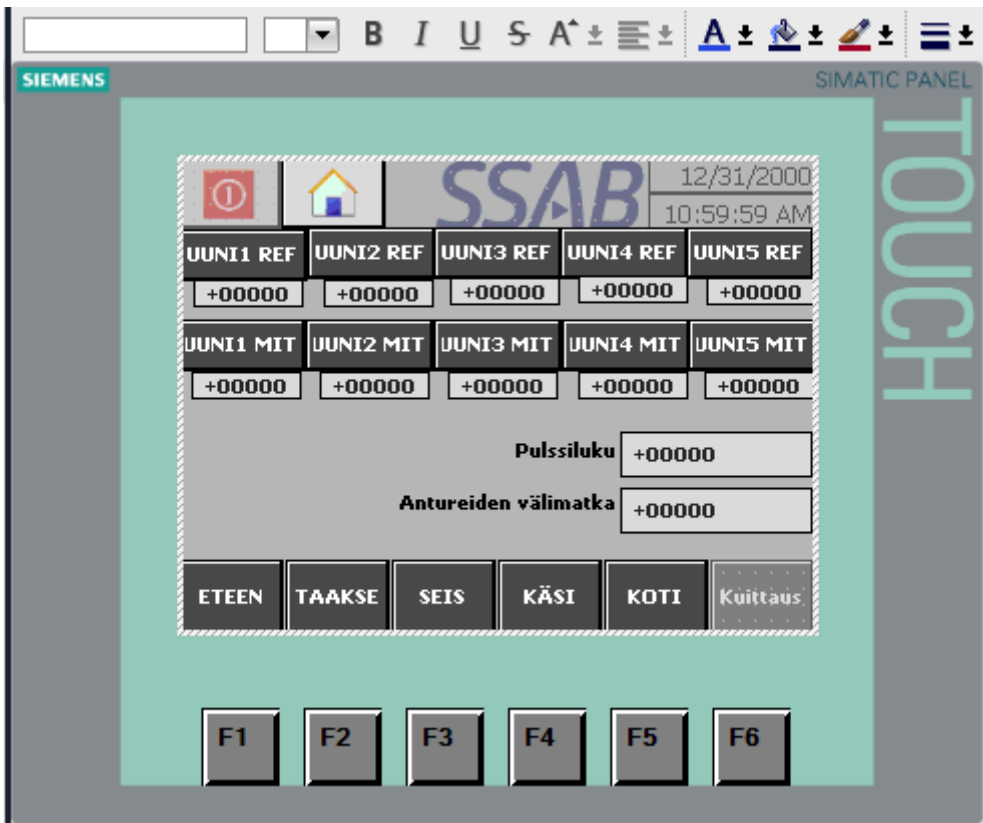 B I U S A
SIEMENS
SIMATIC PANEL
TOUCH
SSAB
12/31/2000
10:59:59 AM
UUNI1 REF UUNI2 REF UUNI3 REF UUNI4 REF UUNI5 REF
+00000 +00000 +00000 +00000 +00000
UUNI1 MIT UUNI2 MIT UUNI3 MIT UUNI4 MIT UUNI5 MIT
+00000 +00000 +00000 +00000 +00000
Pulssiluku +00000
Antureiden välimatka +00000
ETEEN TAAKSE SEIS KÄSI KOTI Kuittaus
F1 F2 F3 F4 F5 F6